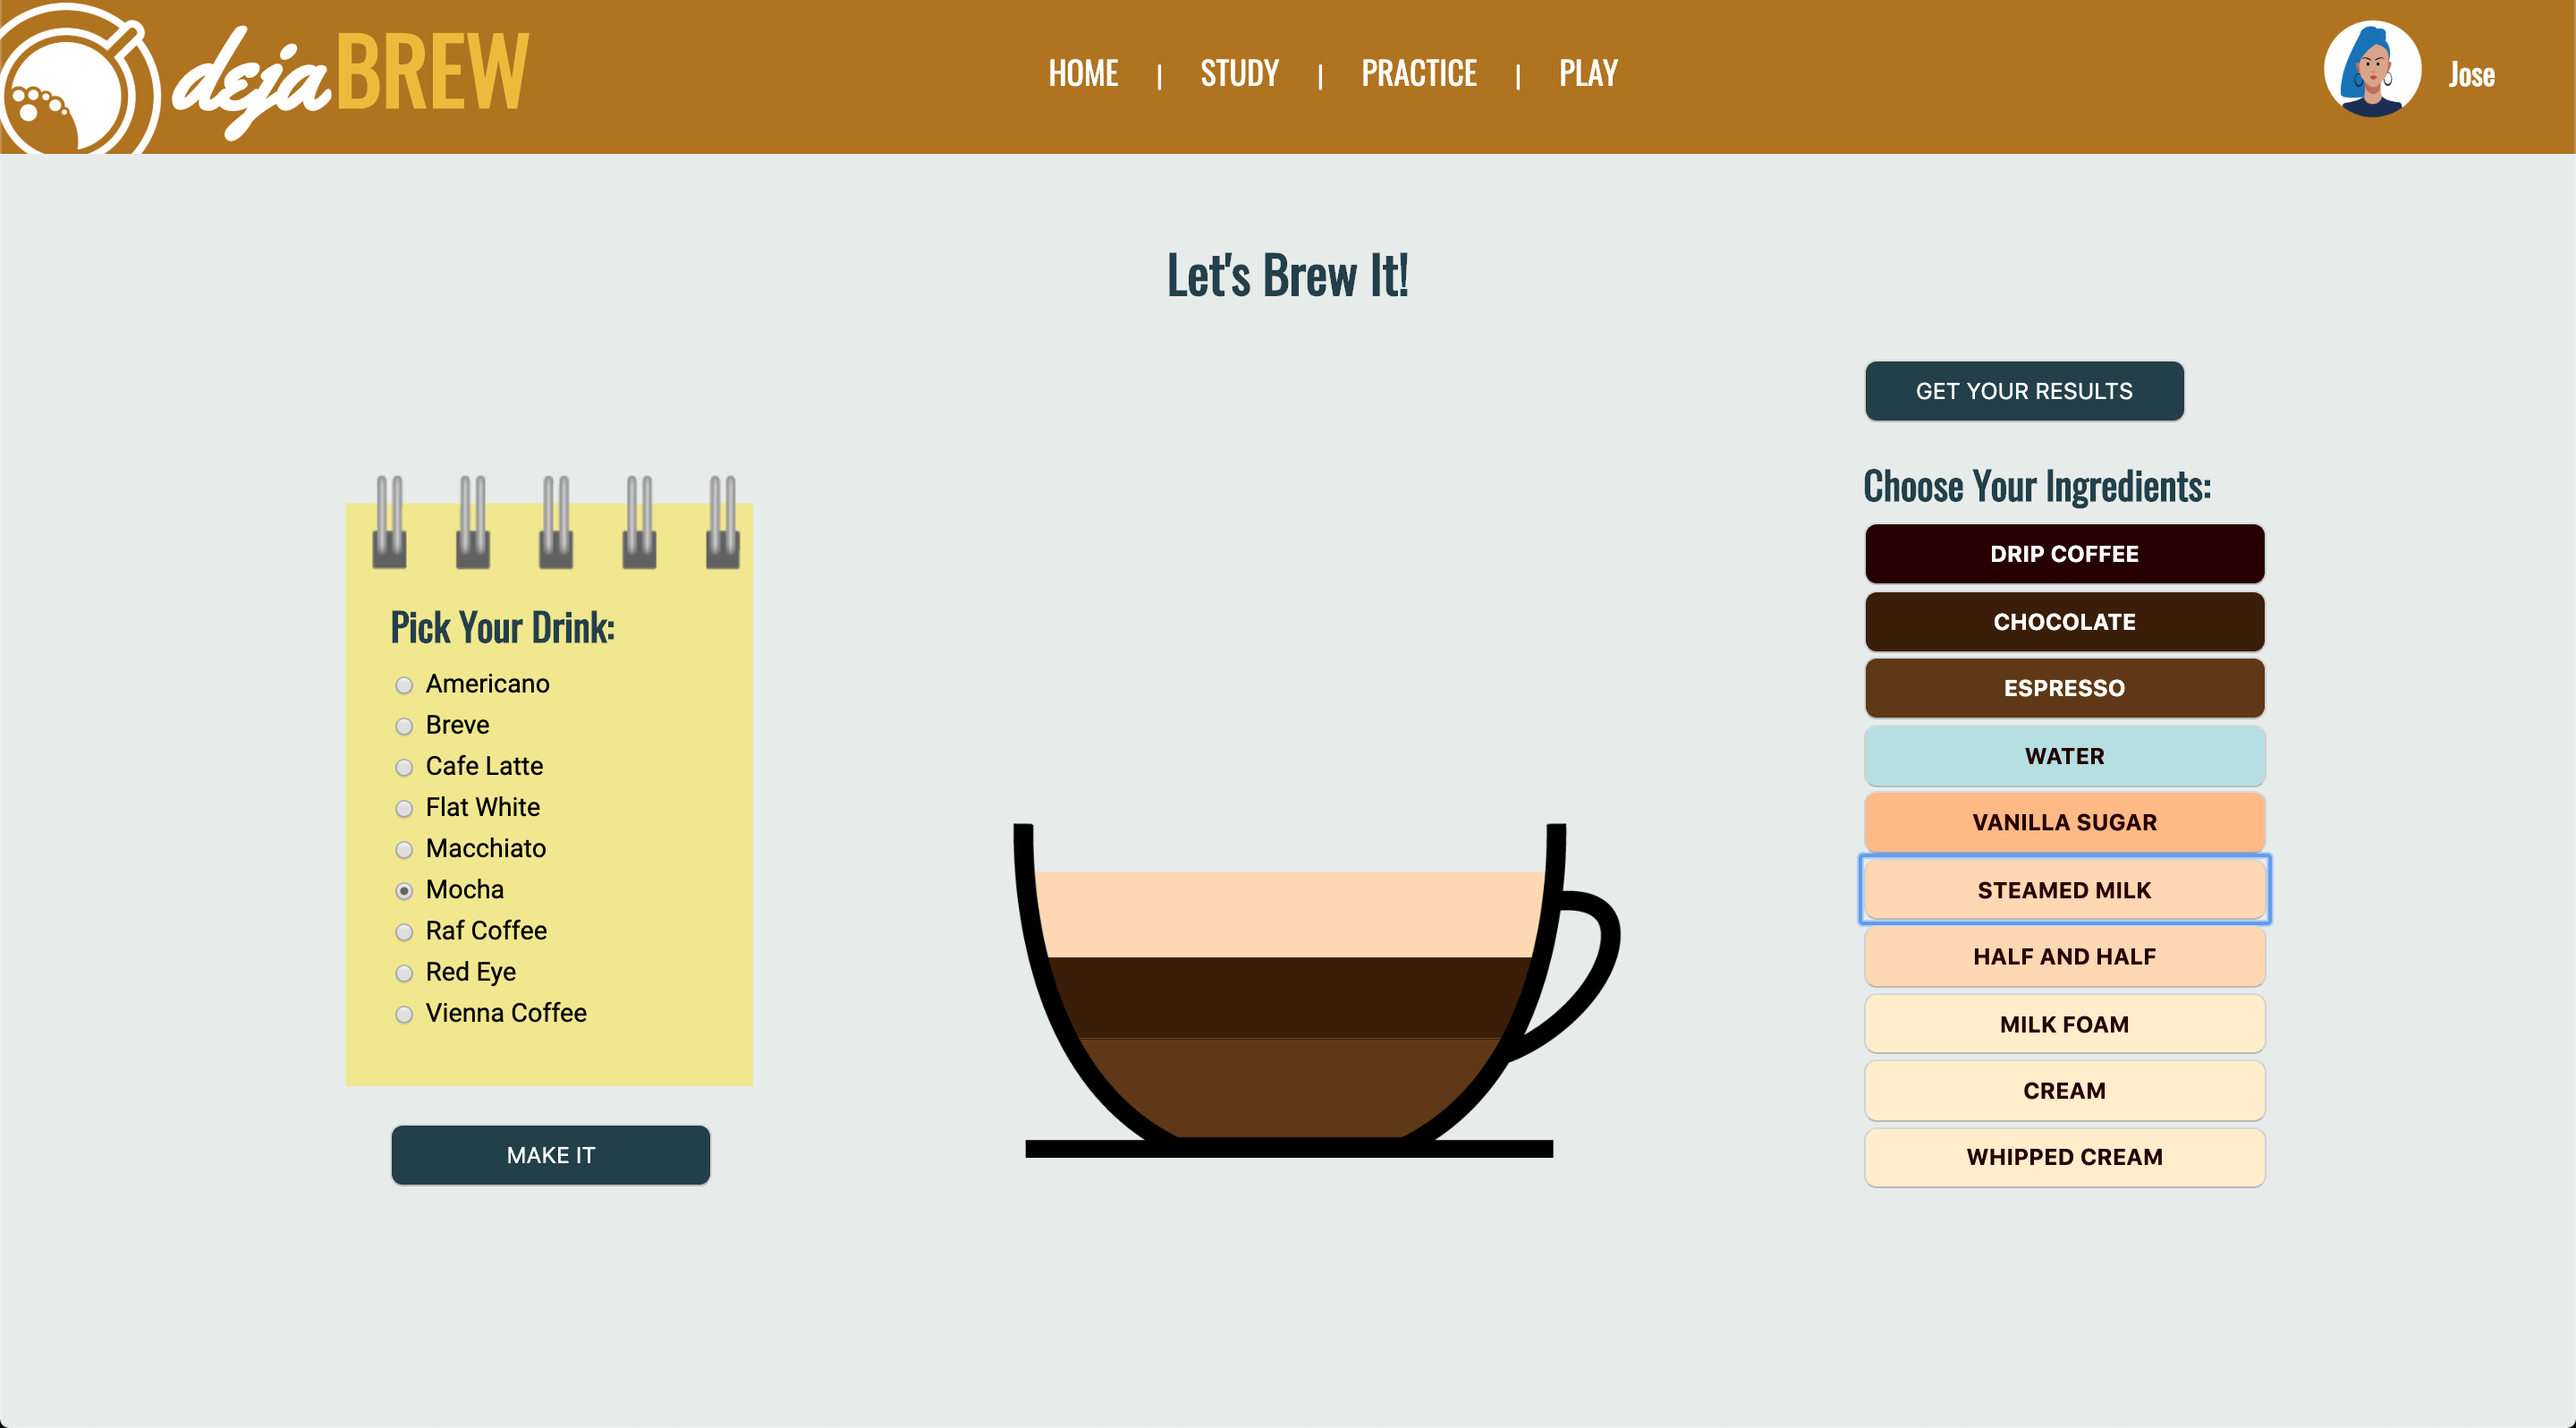 deja BREW
HOME | STUDY | PRACTICE | PLAY
Jose
Let's Brew It!
GET YOUR RESULTS
Choose Your Ingredients:
DRIP COFFEE
CHOCOLATE
ESPRESSO
WATER
VANILLA SUGAR
STEAMED MILK
HALF AND HALF
MILK FOAM
CREAM
WHIPPED CREAM
Pick Your Drink:
Americano
Breve
Cafe Latte
Flat White
Macchiato
Mocha
Raf Coffee
Red Eye
Vienna Coffee
MAKE IT